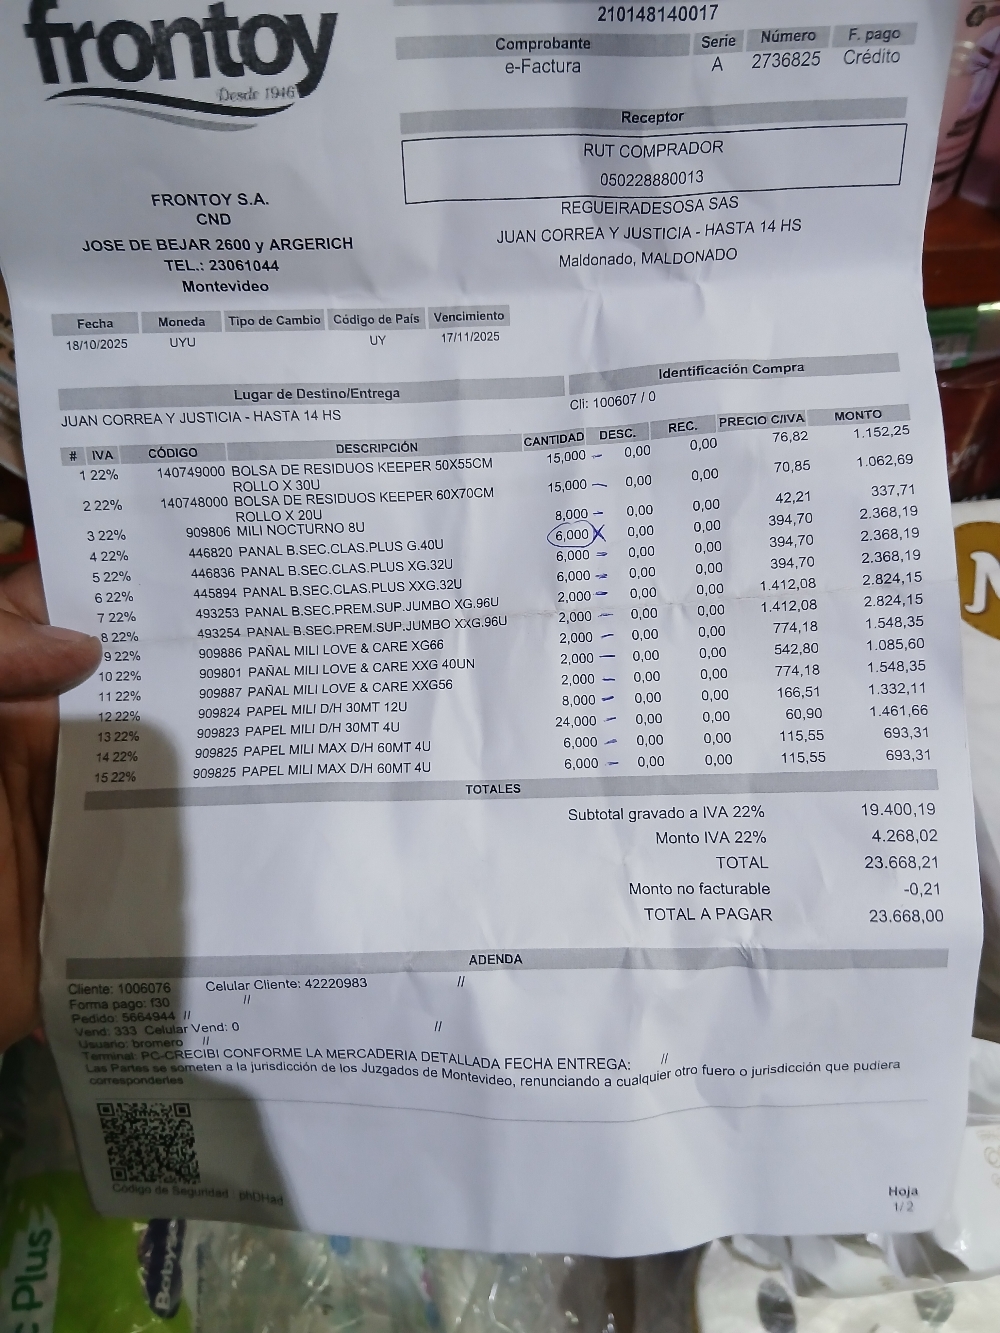 frontoy
Desde 1946
210148140017
Comprobante Serie Número F. pago
e-Factura A 2736825 Crédito
Receptor
RUT COMPRADOR
050228880013
REGUEIRADESOSA SAS
JUAN CORREA Y JUSTICIA - HASTA 14 HS
Maldonado, MALDONADO
FRONTOY S.A.
CND
JOSE DE BEJAR 2600 y ARGERICH
TEL.: 23061044
Montevideo
Fecha Moneda Tipo de Cambio Código de País Vencimiento
18/10/2025 UYU UY 17/11/2025
Lugar de Destino/Entrega Identificación Compra
JUAN CORREA Y JUSTICIA - HASTA 14 HS Cli: 100607 / 0
# IVA CÓDIGO DESCRIPCIÓN CANTIDAD DESC. REC. PRECIO C/IVA MONTO
1 22% 140749000 BOLSA DE RESIDUOS KEEPER 50X55CM 15,000 0,00 0,00 76,82 1.152,25
ROLLO X 30U
2 22% 140748000 BOLSA DE RESIDUOS KEEPER 60X70CM 15,000 0,00 0,00 70,85 1.062,69
ROLLO X 20U
3 22% 909806 MILI NOCTURNO 8U 8,000 0,00 0,00 42,21 337,71
4 22% 446820 PANAL B.SEC.CLAS.PLUS G.40U 6,000 X 0,00 0,00 394,70 2.368,19
5 22% 446836 PANAL B.SEC.CLAS.PLUS XG.32U 6,000 0,00 0,00 394,70 2.368,19
6 22% 445894 PANAL B.SEC.CLAS.PLUS XXG.32U 6,000 0,00 0,00 394,70 2.368,19
7 22% 493253 PANAL B.SEC.PREM.SUP.JUMBO XG.96U 2,000 0,00 0,00 1.412,08 2.824,15
8 22% 493254 PANAL B.SEC.PREM.SUP.JUMBO XXG.96U 2,000 0,00 0,00 1.412,08 2.824,15
9 22% 909886 PAÑAL MILI LOVE & CARE XG66 2,000 0,00 0,00 774,18 1.548,35
10 22% 909801 PAÑAL MILI LOVE & CARE XXG 40UN 2,000 0,00 0,00 542,80 1.085,60
11 22% 909887 PAÑAL MILI LOVE & CARE XXG56 2,000 0,00 0,00 774,18 1.548,35
12 22% 909824 PAPEL MILI D/H 30MT 12U 8,000 0,00 0,00 166,51 1.332,11
13 22% 909823 PAPEL MILI D/H 30MT 4U 24,000 0,00 0,00 60,90 1.461,66
14 22% 909825 PAPEL MILI MAX D/H 60MT 4U 6,000 0,00 0,00 115,55 693,31
15 22% 909825 PAPEL MILI MAX D/H 60MT 4U 6,000 0,00 0,00 115,55 693,31
TOTALES
Subtotal gravado a IVA 22% 19.400,19
Monto IVA 22% 4.268,02
TOTAL 23.668,21
Monto no facturable -0,21
TOTAL A PAGAR 23.668,00
ADENDA
Cliente: 1006076 Celular Cliente: 42220983 //
Forma pago: f30 //
Pedido: 5664944 //
Vend: 333 Celular Vend: 0 //
Usuario: bromero //
Terminal: PC-CRECIBI CONFORME LA MERCADERIA DETALLADA FECHA ENTREGA: //
Las Partes se someten a la jurisdicción de los Juzgados de Montevideo, renunciando a cualquier otro fuero o jurisdicción que pudiera
corresponderles
Código de Seguridad : phDHad
Hoja
1/ 2
Plus
Babysec